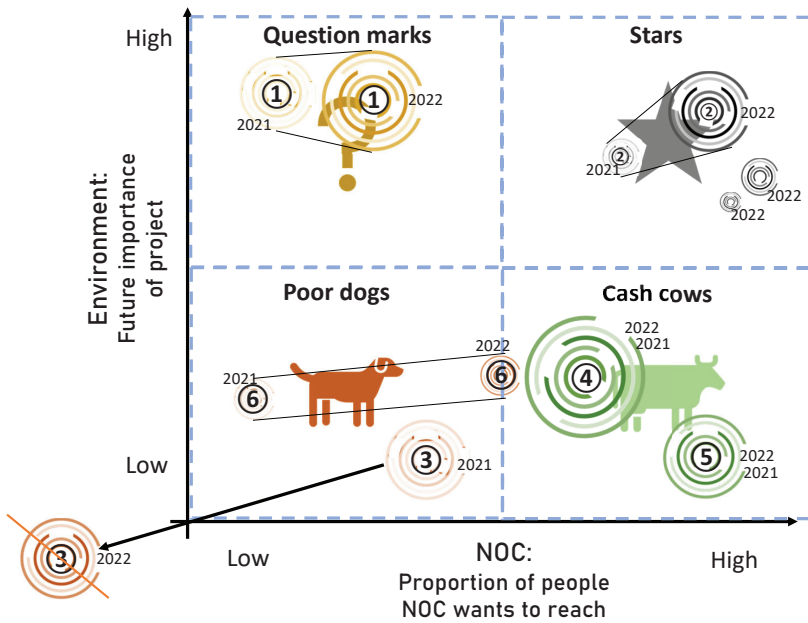 High
Question marks
Stars
1
1
2022
2021
2
2022
2
2021
2022
2022
Environment:
Future importance
of project
Poor dogs
Cash cows
2022
2021
2022
2021
6
6
4
3
2021
5
2022
2021
Low
3
2022
Low
NOC:
High
Proportion of people
NOC wants to reach